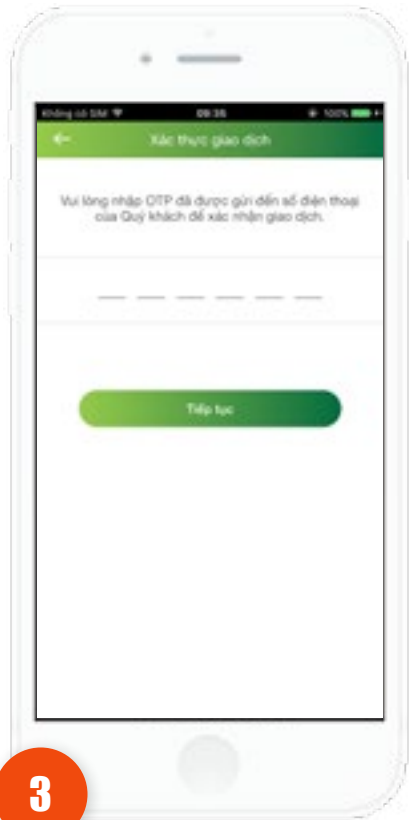 Không có SIM 09:36 100%
Xác thực giao dịch
Vui lòng nhập OTP đã được gửi đến số điện thoại
của Quý khách để xác nhận giao dịch.
Tiếp tục
3